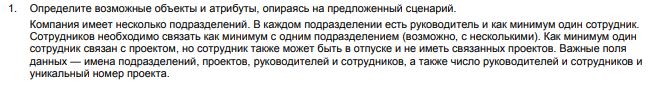 1. Определите возможные объекты и атрибуты, опираясь на предложенный сценарий.
Компания имеет несколько подразделений. В каждом подразделении есть руководитель и как минимум один сотрудник.
Сотрудников необходимо связать как минимум с одним подразделением (возможно, с несколькими). Как минимум один
сотрудник связан с проектом, но сотрудник также может быть в отпуске и не иметь связанных проектов. Важные поля
данных — имена подразделений, проектов, руководителей и сотрудников, а также число руководителей и сотрудников и
уникальный номер проекта.